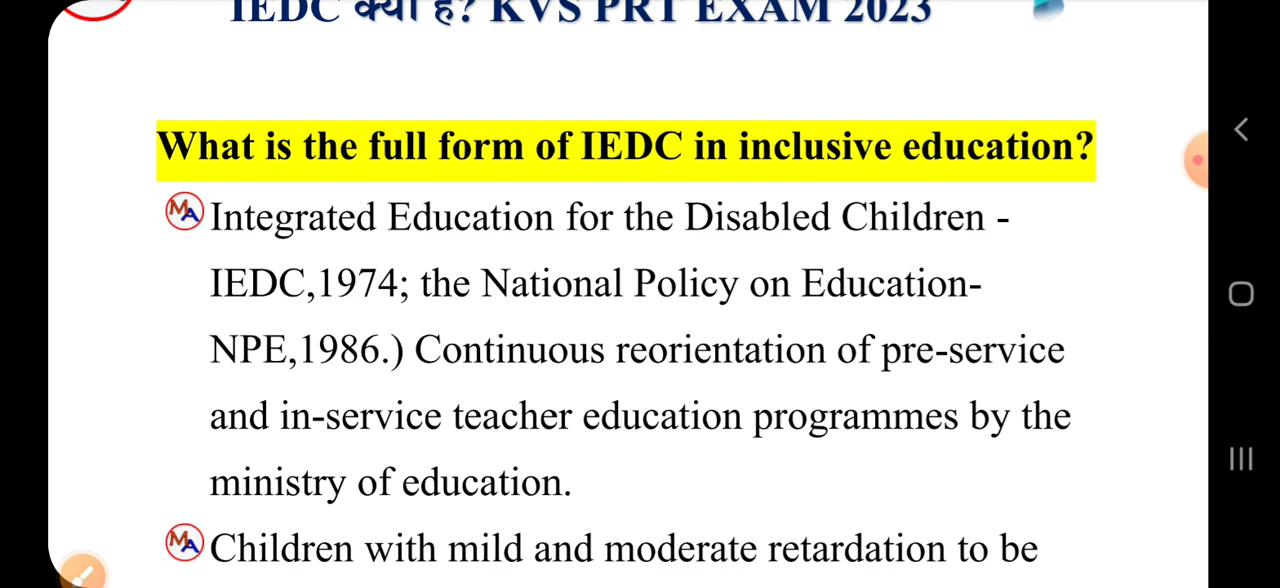 IEDC क्या है? KVS PRT EXAM 2023
What is the full form of IEDC in inclusive education?
MA Integrated Education for the Disabled Children -
IEDC,1974; the National Policy on Education-
NPE,1986.) Continuous reorientation of pre-service
and in-service teacher education programmes by the
ministry of education.
MA Children with mild and moderate retardation to be